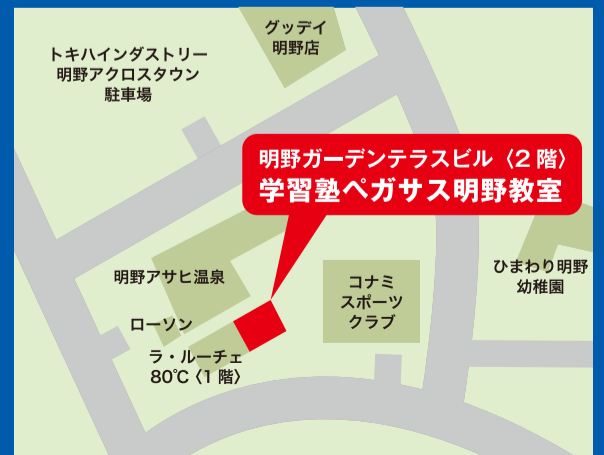 グッデイ
明野店
トキハインダストリー
明野アクロスタウン
駐車場
明野ガーデンテラスビル〈2階〉
学習塾ペガサス明野教室
ひまわり明野
幼稚園
明野アサヒ温泉
コナミ
スポーツ
クラブ
ローソン
ラ・ルーチェ
80℃〈1階〉